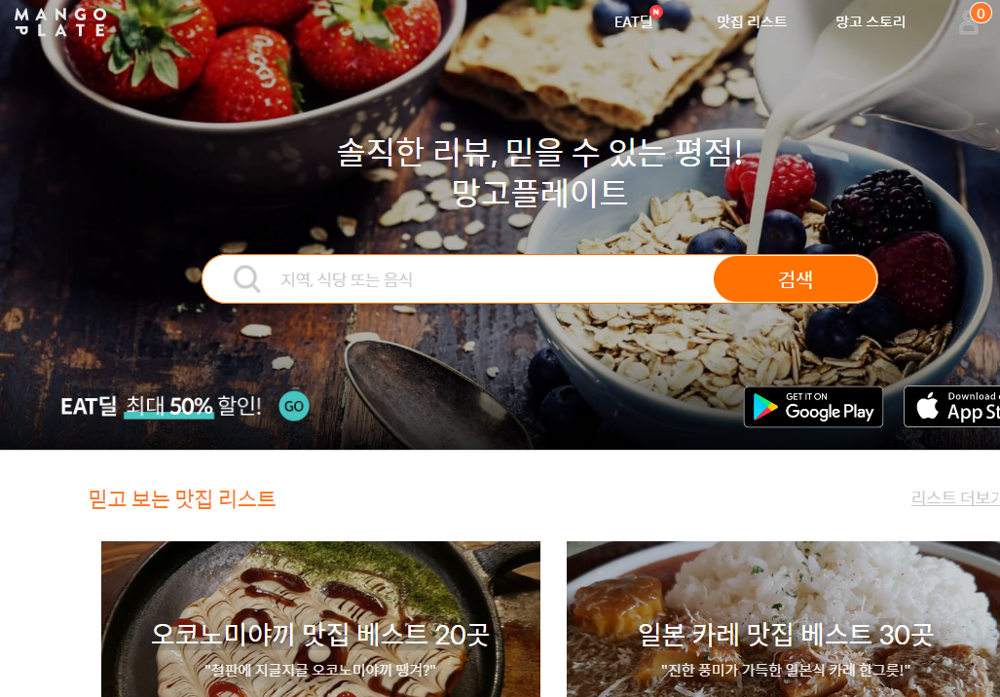 MANGO
PLATE
EAT딜 N
맛집 리스트
망고 스토리
0
솔직한 리뷰, 믿을 수 있는 평점!
망고플레이트
지역, 식당 또는 음식
검색
EAT딜 최대 50% 할인! GO
GET IT ON
Google Play
Download
App St
믿고 보는 맛집 리스트
리스트 더보기
오코노미야끼 맛집 베스트 20곳
"철판에 지글지글 오코노미야끼 땡겨?"
일본 카레 맛집 베스트 30곳
"진한 풍미가 가득한 일본식 카레 한그릇!"